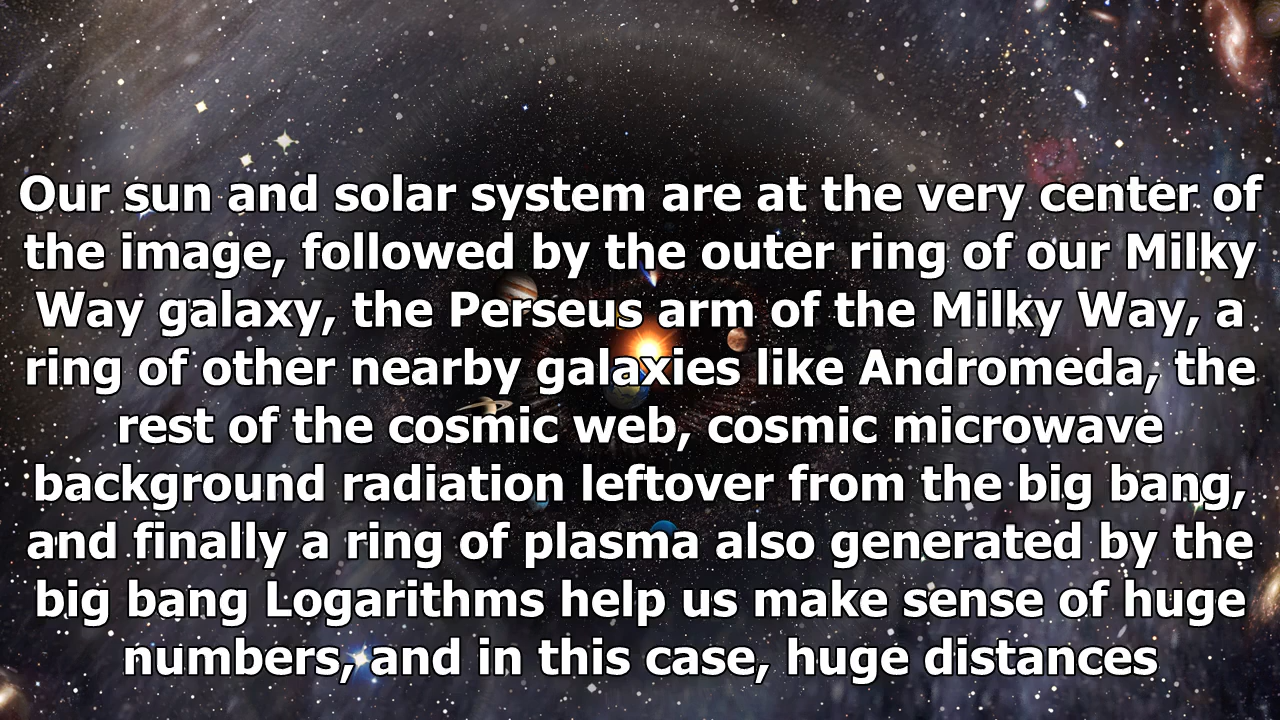 Our sun and solar system are at the very center of
the image, followed by the outer ring of our Milky
Way galaxy, the Perseus arm of the Milky Way, a
ring of other nearby galaxies like Andromeda, the
rest of the cosmic web, cosmic microwave
background radiation leftover from the big bang,
and finally a ring of plasma also generated by the
big bang Logarithms help us make sense of huge
numbers, and in this case, huge distances